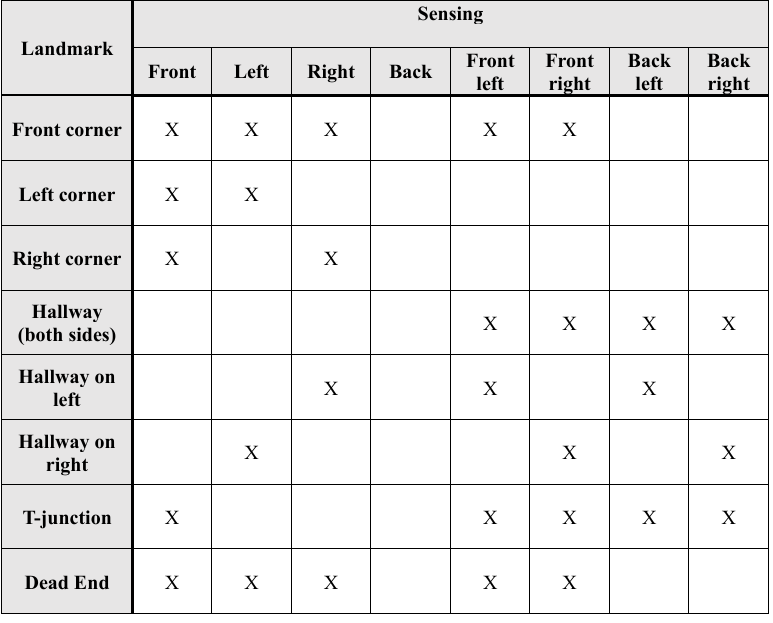 Landmark
Sensing
Front Left Right Back Front left Front right Back left Back right
Front corner X X X X X
Left corner X X
Right corner X X
Hallway (both sides) X X X X
Hallway on left X X X
Hallway on right X X X
T-junction X X X X X
Dead End X X X X X